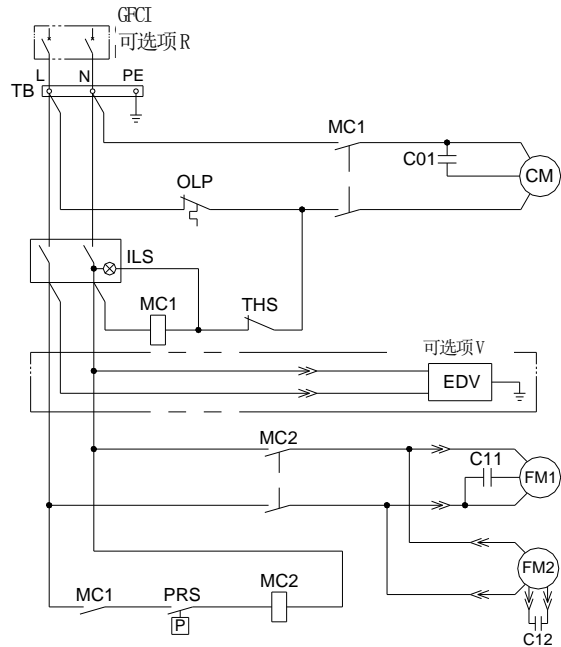 GFCI
可选项R
L N PE
TB
MC1
C01
CM
OLP
ILS
MC1
THS
可选项V
EDV
MC2
C11
FM1
FM2
MC1
PRS
MC2
P
C12